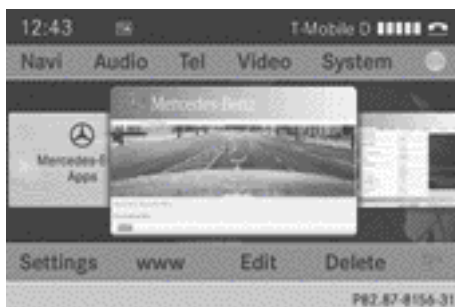 12:43 T-Mobile D
Navi Audio Tel Video System
Mercedes-Benz
Mercedes-B
Apps
Settings www Edit Delete
P82.87-8156-31